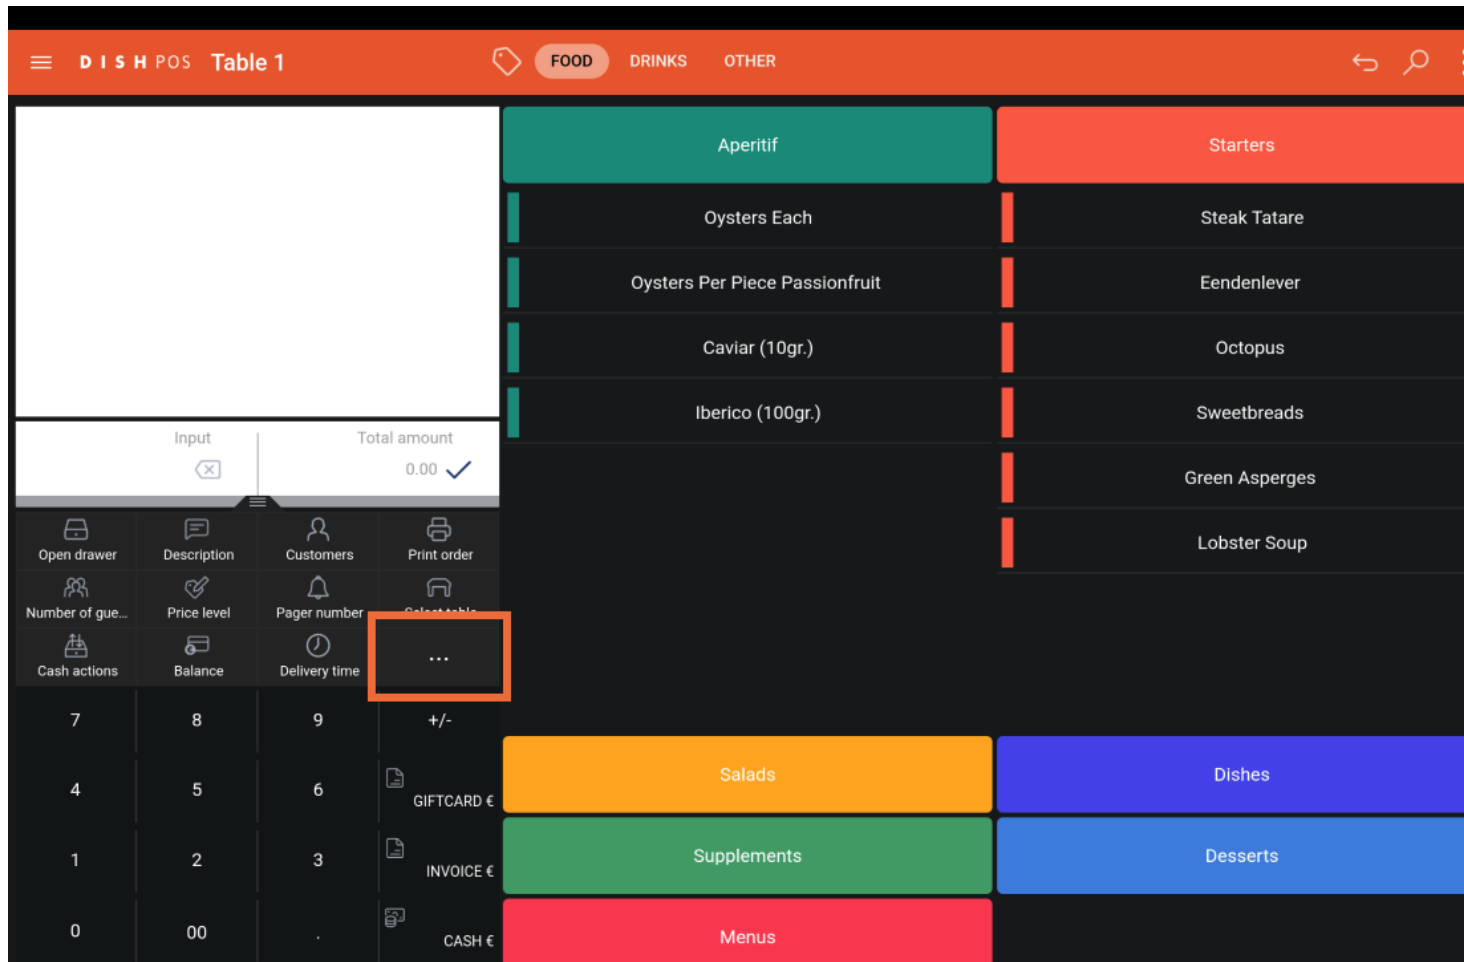 DISH POS Table 1
FOOD DRINKS OTHER
Aperitif
Starters
Oysters Each
Steak Tatare
Oysters Per Piece Passionfruit
Eendenlever
Caviar (10gr.)
Octopus
Iberico (100gr.)
Sweetbreads
Green Asperges
Lobster Soup
Input
Total amount
0.00
Open drawer
Description
Customers
Print order
Number of gue...
Price level
Pager number
Select table
Cash actions
Balance
Delivery time
...
7 8 9 +/-
4 5 6 GIFTCARD €
1 2 3 INVOICE €
0 00 . CASH €
Salads
Dishes
Supplements
Desserts
Menus